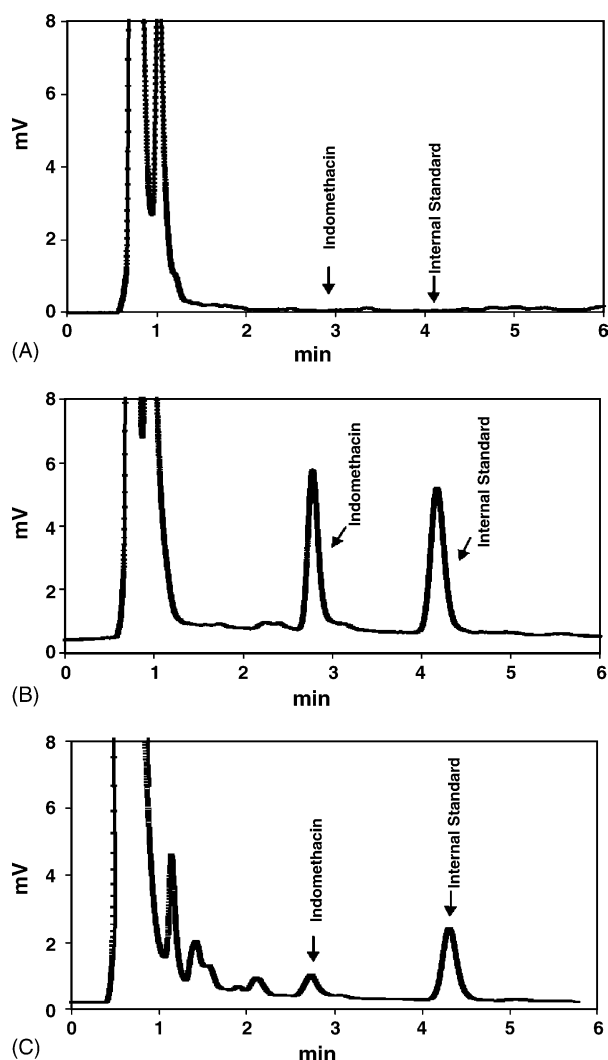 8
6
4
2
0
mV
Indomethacin
Internal Standard
0 1 2 3 4 5 6
min
(A)
8
6
4
2
0
mV
Indomethacin
Internal Standard
0 1 2 3 4 5 6
min
(B)
8
6
4
2
0
mV
Indomethacin
Internal Standard
0 1 2 3 4 5 6
min
(C)